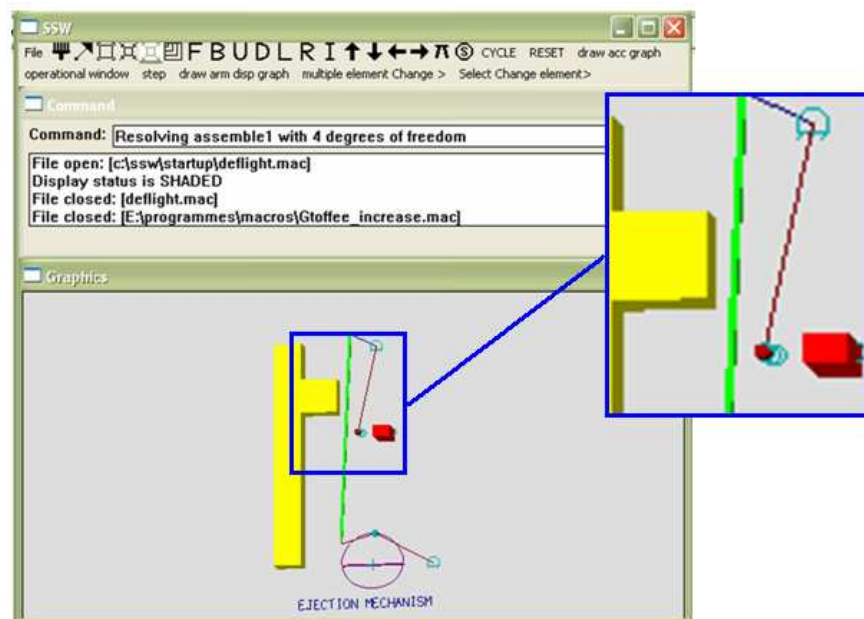 SSW
File F B U D L R I π S CYCLE RESET draw acc graph
operational window step draw arm disp graph multiple element Change > Select Change element>
Command
Command: Resolving assemble1 with 4 degrees of freedom
File open: [c:\ssw\startup\deflight.mac]
Display status is SHADED
File closed: [deflight.mac]
File closed: [E:\programmes\macros\Gtoffee_increase.mac]
Graphics
EJECTION MECHANISM